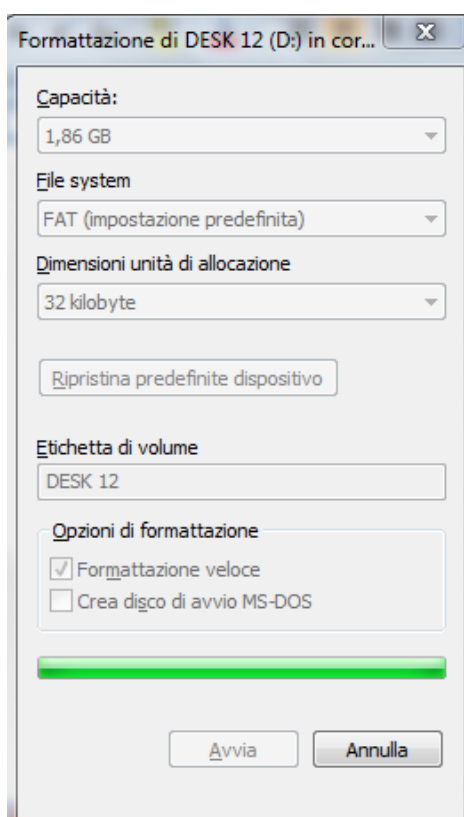 Formattazione di DESK 12 (D:) in cor...
Capacità:
1,86 GB
File system
FAT (impostazione predefinita)
Dimensioni unità di allocazione
32 kilobyte
Ripristina predefinite dispositivo
Etichetta di volume
DESK 12
Opzioni di formattazione
Formattazione veloce
Crea disco di avvio MS-DOS
Avvia
Annulla